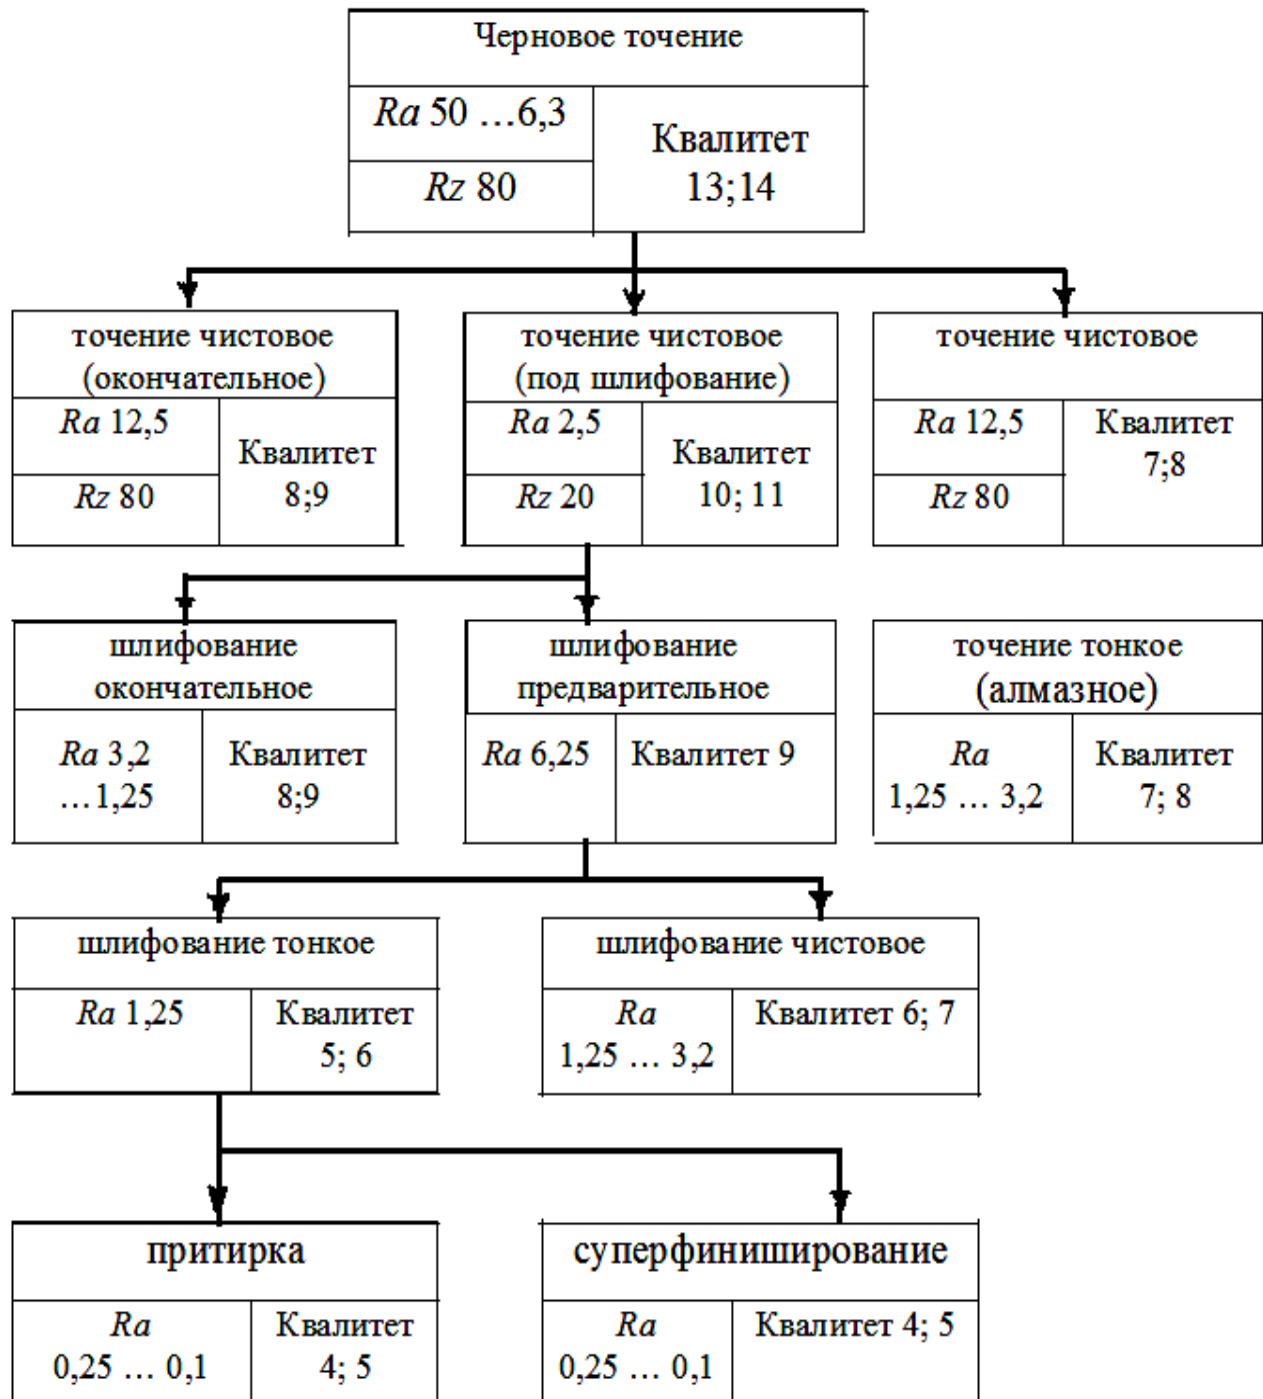 Черновое точение
Ra 50 …6,3
Rz 80
Квалитет
13;14
точение чистовое
(окончательное)
Ra 12,5
Rz 80
Квалитет
8;9
точение чистовое
(под шлифование)
Ra 2,5
Rz 20
Квалитет
10; 11
точение чистовое
Ra 12,5
Rz 80
Квалитет
7;8
шлифование
окончательное
Ra 3,2
…1,25
Квалитет
8;9
шлифование
предварительное
Ra 6,25
Квалитет 9
точение тонкое
(алмазное)
Ra
1,25 … 3,2
Квалитет
7; 8
шлифование тонкое
Ra 1,25
Квалитет
5; 6
шлифование чистовое
Ra
1,25 … 3,2
Квалитет 6; 7
притирка
Ra
0,25 … 0,1
Квалитет
4; 5
суперфиниширование
Ra
0,25 … 0,1
Квалитет 4; 5